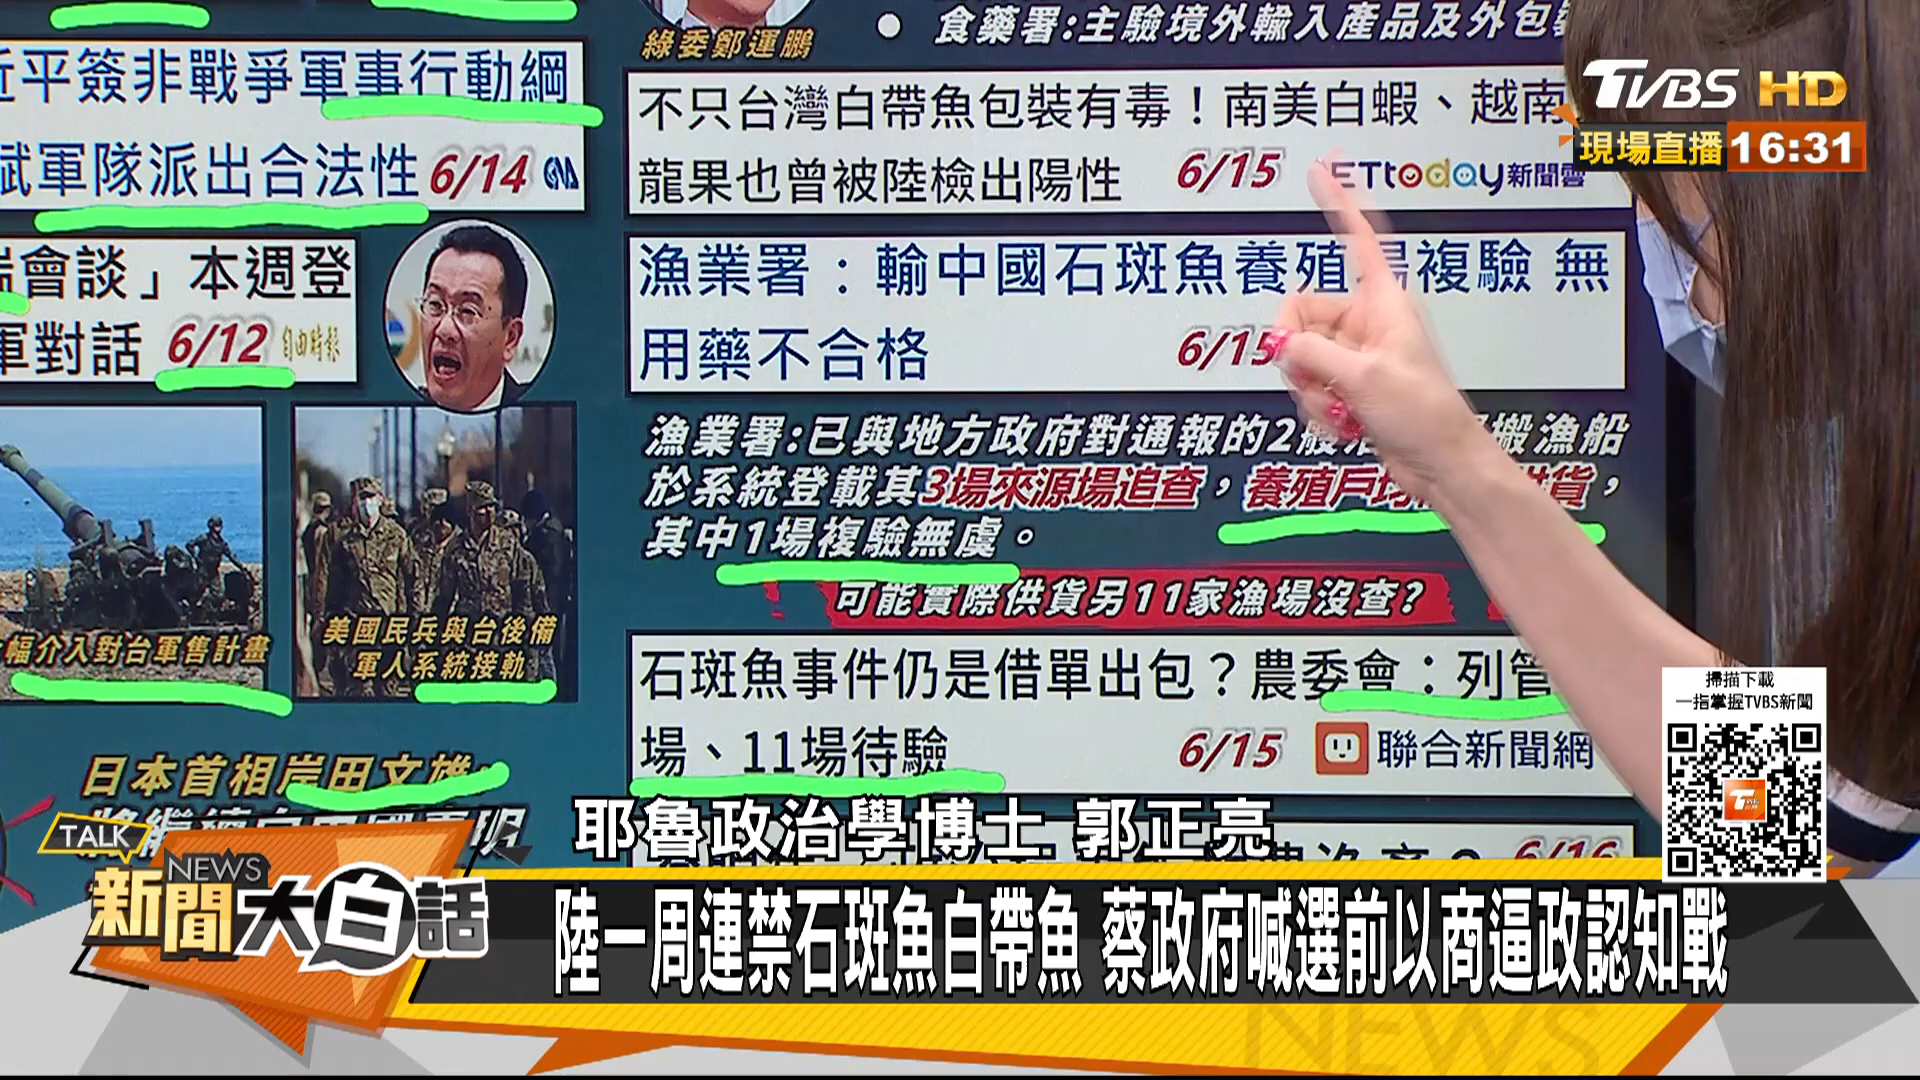 近平簽非戰爭軍事行動綱
賦軍隊派出合法性 6/14 CNA
會談」本週登
軍對話 6/12 自由時報
幅介入對台軍售計畫
美國民兵與台後備
軍人系統接軌
日本首相岸田文雄
綠委鄭運鵬
食藥署:主驗境外輸入產品及外包
不只台灣白帶魚包裝有毒！南美白蝦、越南
龍果也曾被陸檢出陽性 6/15 ETtoday新聞雲
漁業署：輸中國石斑魚養殖場複驗 無
用藥不合格 6/15
漁業署:已與地方政府對通報的2艘活 搬漁船
於系統登載其3場來源場追查，養殖戶均 供貨，
其中1場複驗無虞。
可能實際供貨另11家漁場沒查?
石斑魚事件仍是借單出包？農委會：列管
場、11場待驗 6/15 聯合新聞網
6/16
TVBS HD
現場直播 16:31
掃描下載
一指掌握TVBS新聞
耶魯政治學博士 郭正亮
TALK
NEWS
新聞大白話
陸一周連禁石斑魚白帶魚 蔡政府喊選前以商逼政認知戰
NEWS